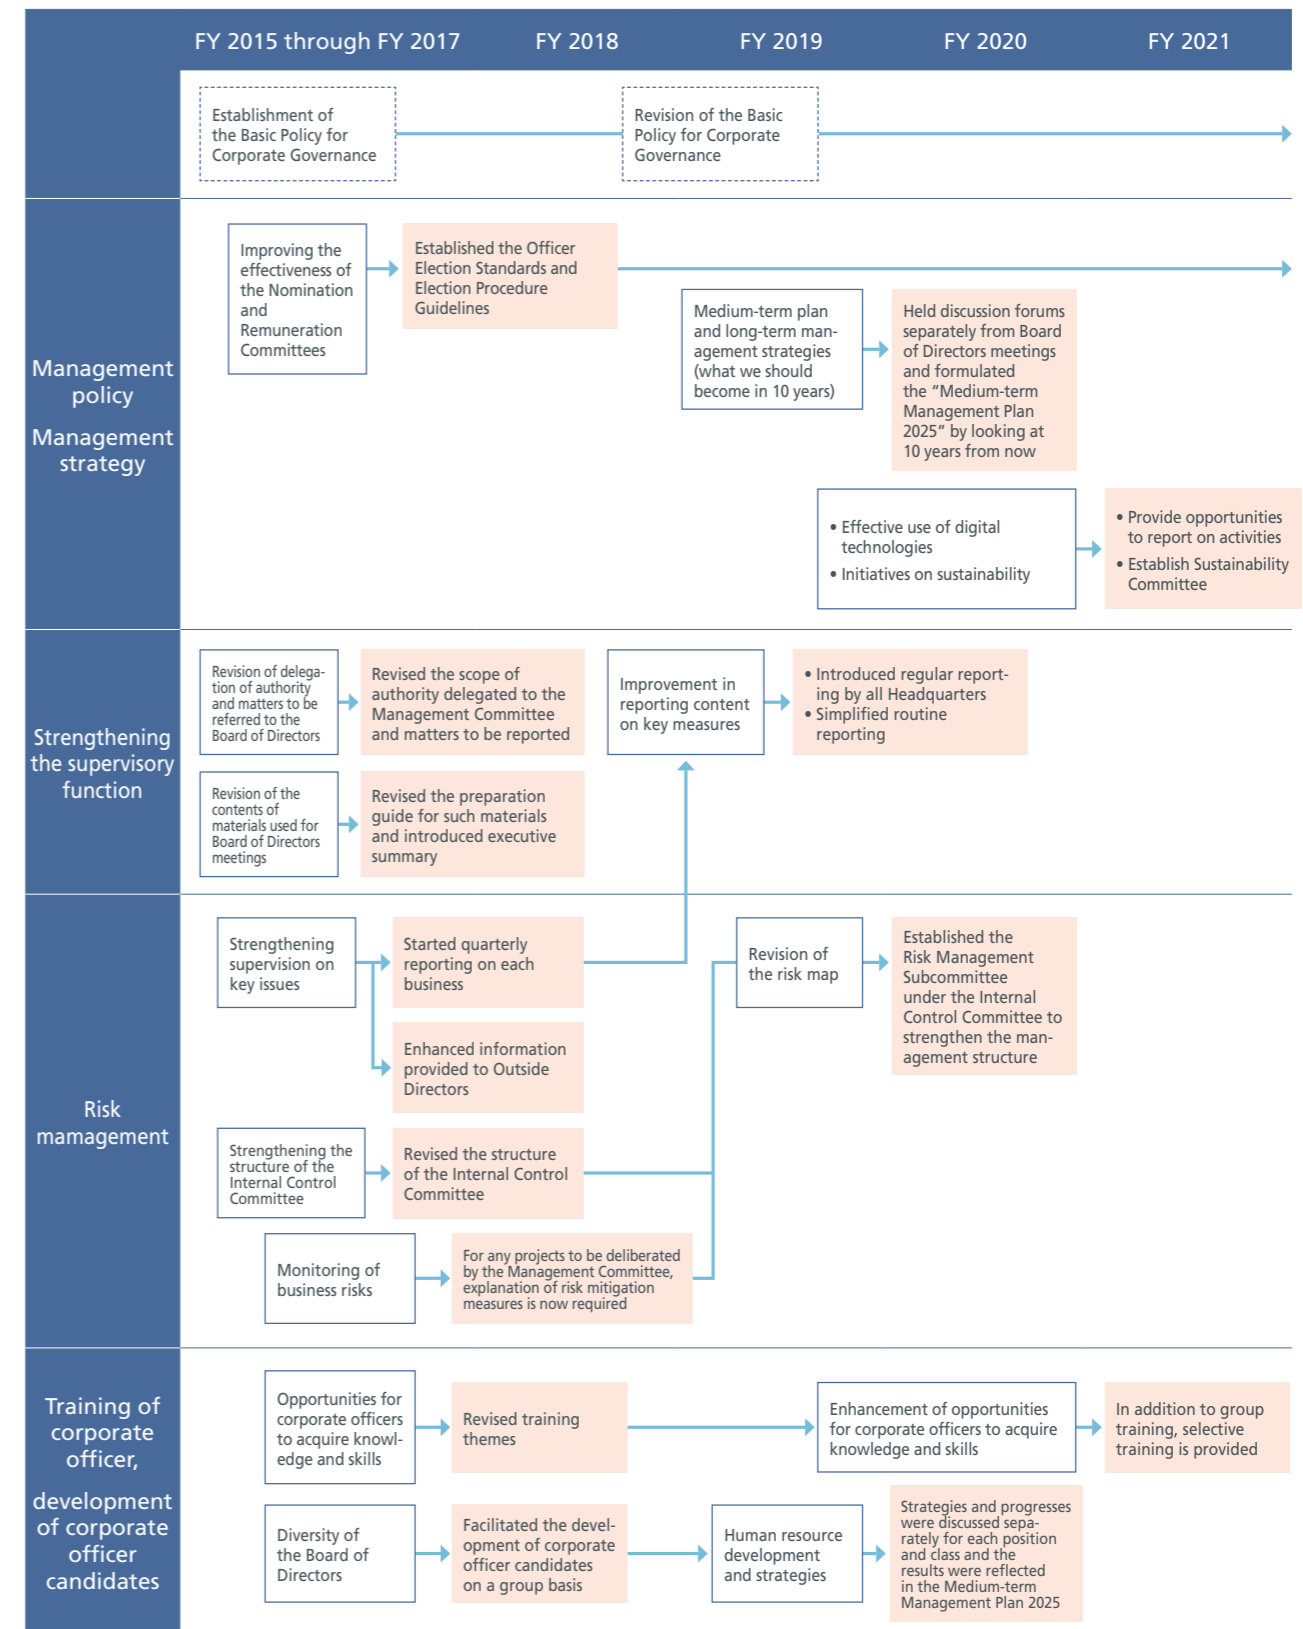 FY 2015 through FY 2017
FY 2018
FY 2019
FY 2020
FY 2021
Establishment of
the Basic Policy for
Corporate Governance
Revision of the Basic
Policy for Corporate
Governance
Management
policy
Management
strategy
Improving the
effectiveness of
the Nomination
and
Remuneration
Committees
Established the Officer
Election Standards and
Election Procedure
Guidelines
Medium-term plan
and long-term man-
agement strategies
(what we should
become in 10 years)
Held discussion forums
separately from Board
of Directors meetings
and formulated
the “Medium-term
Management Plan
2025” by looking at
10 years from now
• Effective use of digital
technologies
• Initiatives on sustainability
• Provide opportunities
to report on activities
• Establish Sustainability
Committee
Strengthening
the supervisory
function
Revision of delega-
tion of authority
and matters to be
referred to the
Board of Directors
Revised the scope of
authority delegated to the
Management Committee
and matters to be reported
Improvement in
reporting content
on key measures
• Introduced regular report-
ing by all Headquarters
• Simplified routine
reporting
Revision of the
contents of
materials used for
Board of Directors
meetings
Revised the preparation
guide for such materials
and introduced executive
summary
Risk
mamagement
Strengthening
supervision on
key issues
Started quarterly
reporting on each
business
Revision of
the risk map
Established the
Risk Management
Subcommittee
under the Internal
Control Committee to
strengthen the man-
agement structure
Enhanced information
provided to Outside
Directors
Strengthening the
structure of the
Internal Control
Committee
Revised the structure
of the Internal Control
Committee
Monitoring of
business risks
For any projects to be deliberated
by the Management Committee,
explanation of risk mitigation
measures is now required
Training of
corporate
officer,
development
of corporate
officer
candidates
Opportunities for
corporate officers
to acquire knowl-
edge and skills
Revised training
themes
Enhancement of opportunities
for corporate officers to acquire
knowledge and skills
In addition to group
training, selective
training is provided
Diversity of
the Board of
Directors
Facilitated the devel-
opment of corporate
officer candidates
on a group basis
Human resource
development
and strategies
Strategies and progresses
were discussed sepa-
rately for each position
and class and the
results were reflected
in the Medium-term
Management Plan 2025